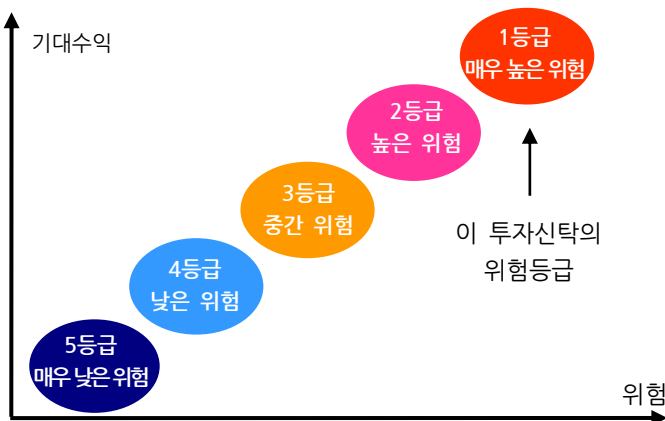 기대수익
1등급
매우 높은 위험
2등급
높은 위험
3등급
중간 위험
이 투자신탁의
위험등급
4등급
낮은 위험
5등급
매우 낮은 위험
위험